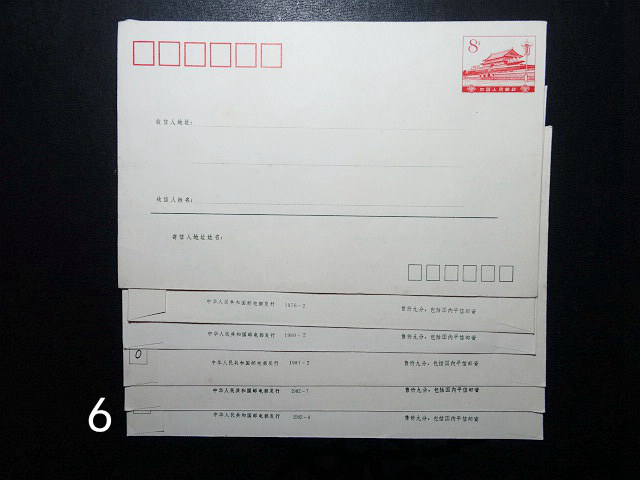 8分
中国人民邮政
收信人地址:
收信人姓名:
寄信人地址姓名:
中华人民共和国邮电部发行 1976-2 售价九分,包括国内平信邮资
中华人民共和国邮电部发行 1980-2 售价九分,包括国内平信邮资
0
中华人民共和国邮电部发行 1981-2 售价九分,包括国内平信邮资
中华人民共和国邮电部发行 1982-7 售价九分,包括国内平信邮资
6
中华人民共和国邮电部发行 1982-4 售价九分,包括国内平信邮资